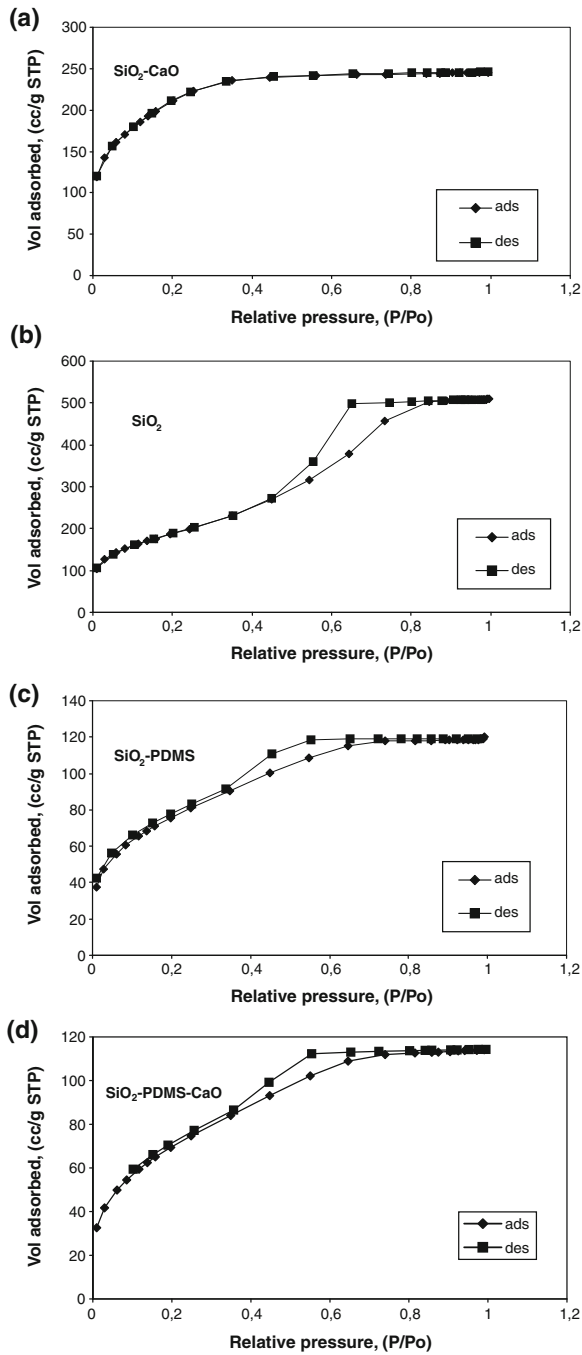 (a)
300
250
200
150
100
50
0
SiO₂-CaO
ads
des
0 0,2 0,4 0,6 0,8 1 1,2
Vol adsorbed, (cc/g STP)
Relative pressure, (P/Po)
(b)
600
500
400
300
200
100
0
SiO₂
ads
des
0 0,2 0,4 0,6 0,8 1 1,2
Vol adsorbed, (cc/g STP)
Relative pressure, (P/Po)
(c)
140
120
100
80
60
40
20
0
SiO₂-PDMS
ads
des
0 0,2 0,4 0,6 0,8 1 1,2
Vol adsorbed, (cc/g STP)
Relative pressure, (P/Po)
(d)
120
100
80
60
40
20
0
SiO₂-PDMS-CaO
ads
des
0 0,2 0,4 0,6 0,8 1 1,2
Vol adsorbed, (cc/g STP)
Relative pressure, (P/Po)